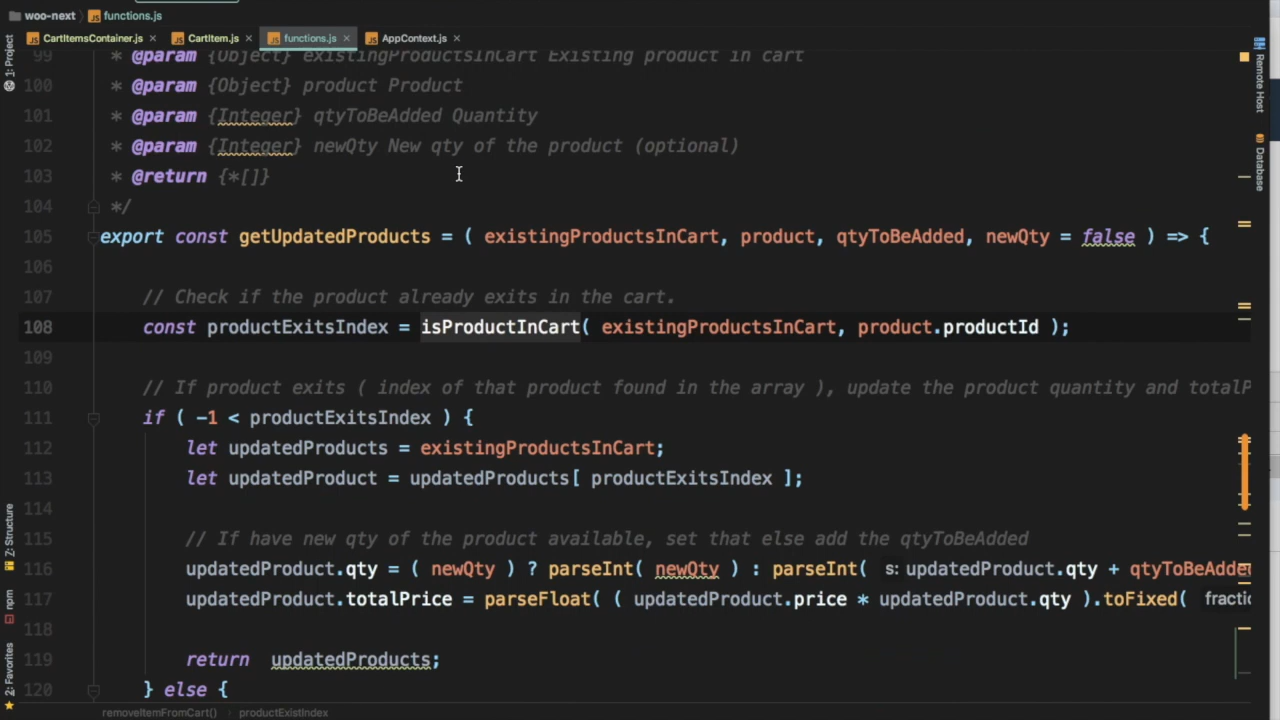 woo-next functions.js
CartItemsContainer.js × CartItem.js × functions.js × AppContext.js ×
1: Project
Z: Structure
npm
2: Favorites
Remote Host
Database
99 * @param {Object} existingProductsInCart Existing product in cart
100 * @param {Object} product Product
101 * @param {Integer} qtyToBeAdded Quantity
102 * @param {Integer} newQty New qty of the product (optional)
103 * @return {*[]}
104 */
105 export const getUpdatedProducts = ( existingProductsInCart, product, qtyToBeAdded, newQty = false ) => {
106
107 // Check if the product already exits in the cart.
108 const productExitsIndex = isProductInCart( existingProductsInCart, product.productId );
109
110 // If product exits ( index of that product found in the array ), update the product quantity and totalP
111 if ( -1 < productExitsIndex ) {
112 let updatedProducts = existingProductsInCart;
113 let updatedProduct = updatedProducts[ productExitsIndex ];
114
115 // If have new qty of the product available, set that else add the qtyToBeAdded
116 updatedProduct.qty = ( newQty ) ? parseInt( newQty ) : parseInt( s: updatedProduct.qty + qtyToBeAdded
117 updatedProduct.totalPrice = parseFloat( ( updatedProduct.price * updatedProduct.qty ).toFixed( fractio
118
119 return updatedProducts;
120 } else {
removeItemFromCart() › productExistIndex